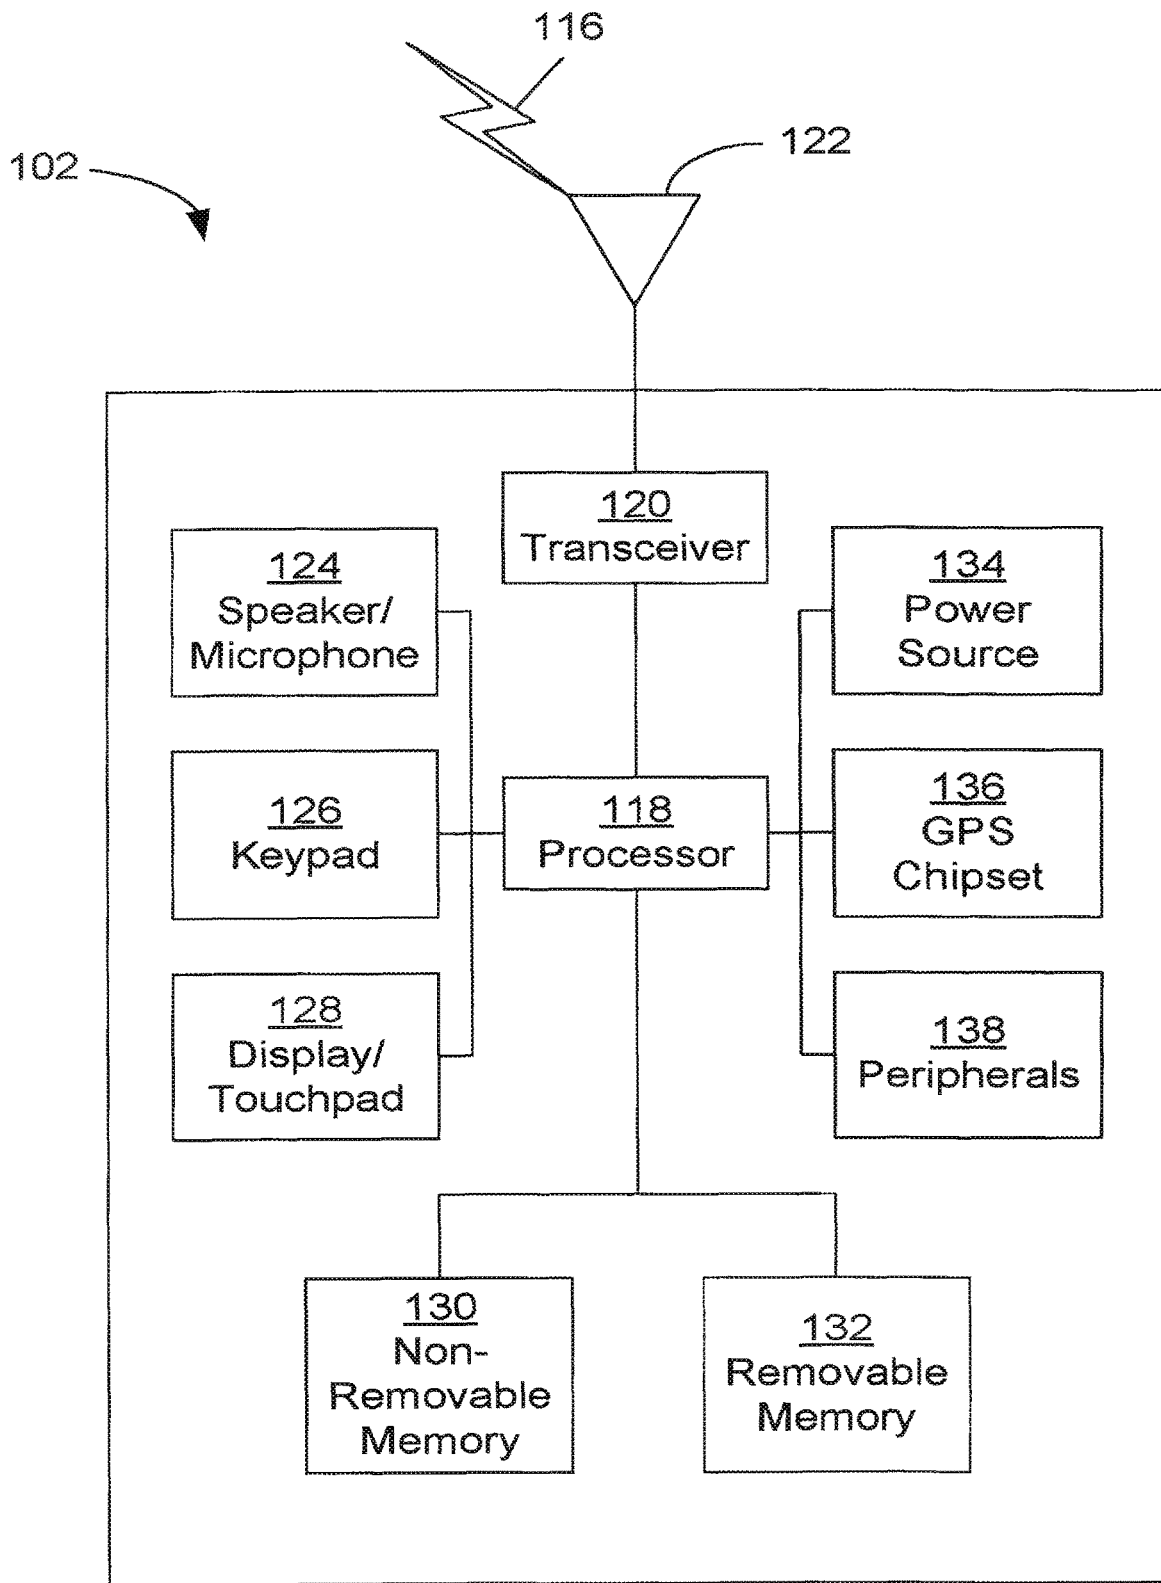 116
122
102
120
Transceiver
124
Speaker/
Microphone
134
Power
Source
126
Keypad
118
Processor
136
GPS
Chipset
128
Display/
Touchpad
138
Peripherals
130
Non-
Removable
Memory
132
Removable
Memory